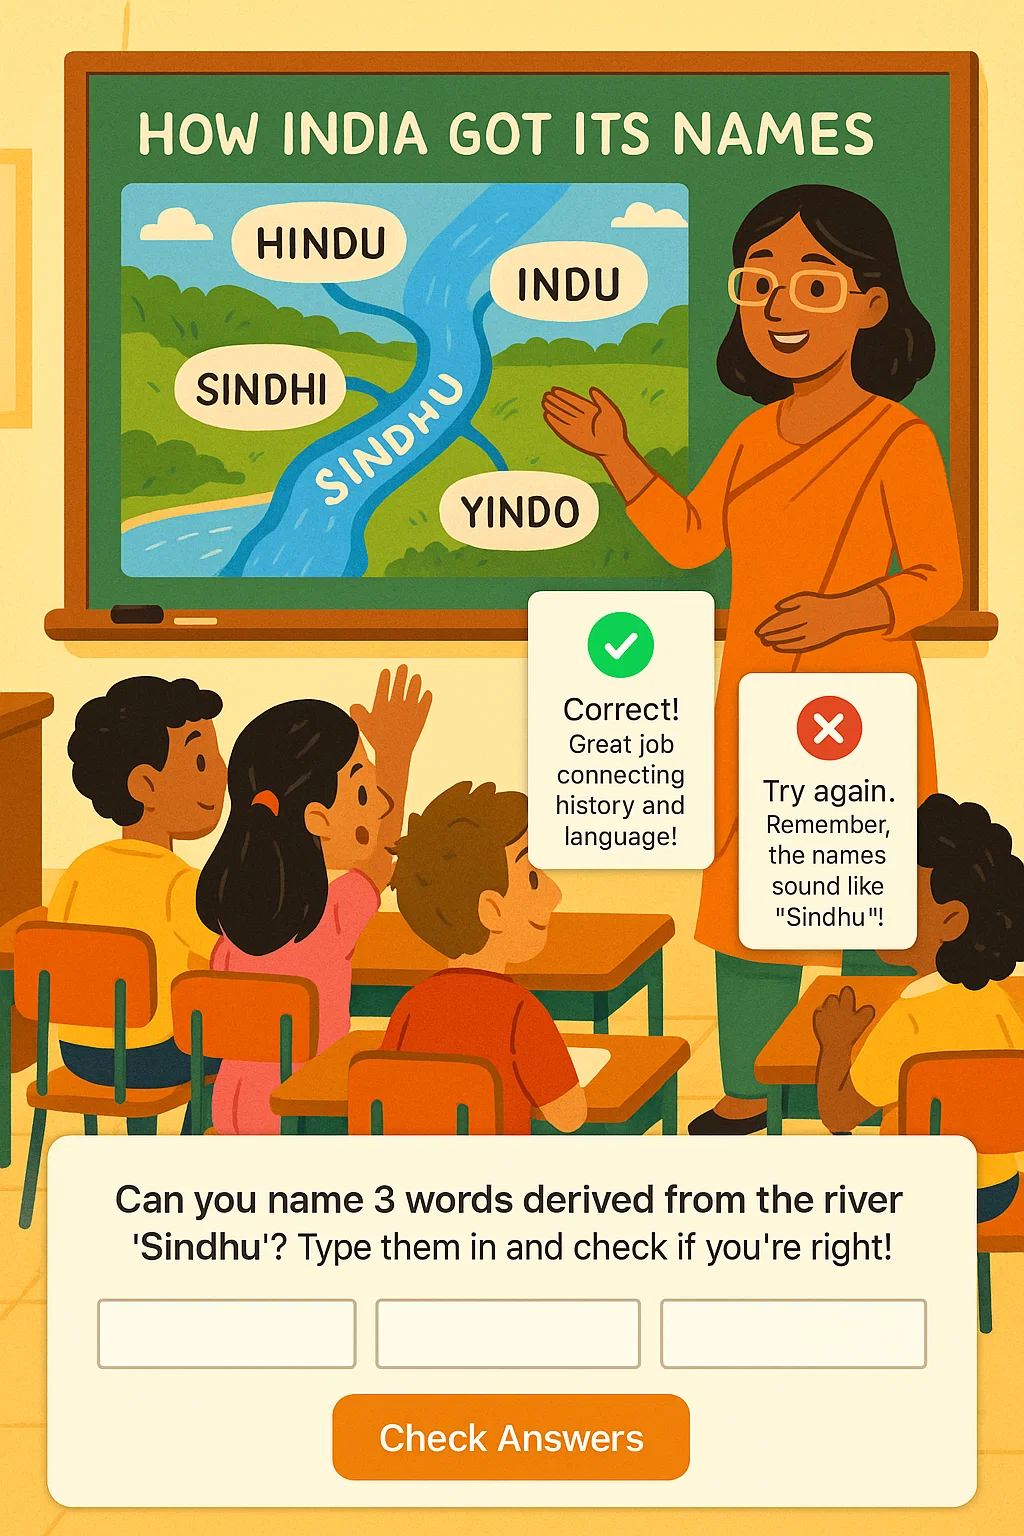 HOW INDIA GOT ITS NAMES
HINDU
INDU
SINDHI
SINDHU
YINDO
Correct!
Great job
connecting
history and
language!
Try again.
Remember,
the names
sound like
"Sindhu"!
Can you name 3 words derived from the river
'Sindhu'? Type them in and check if you're right!
Check Answers